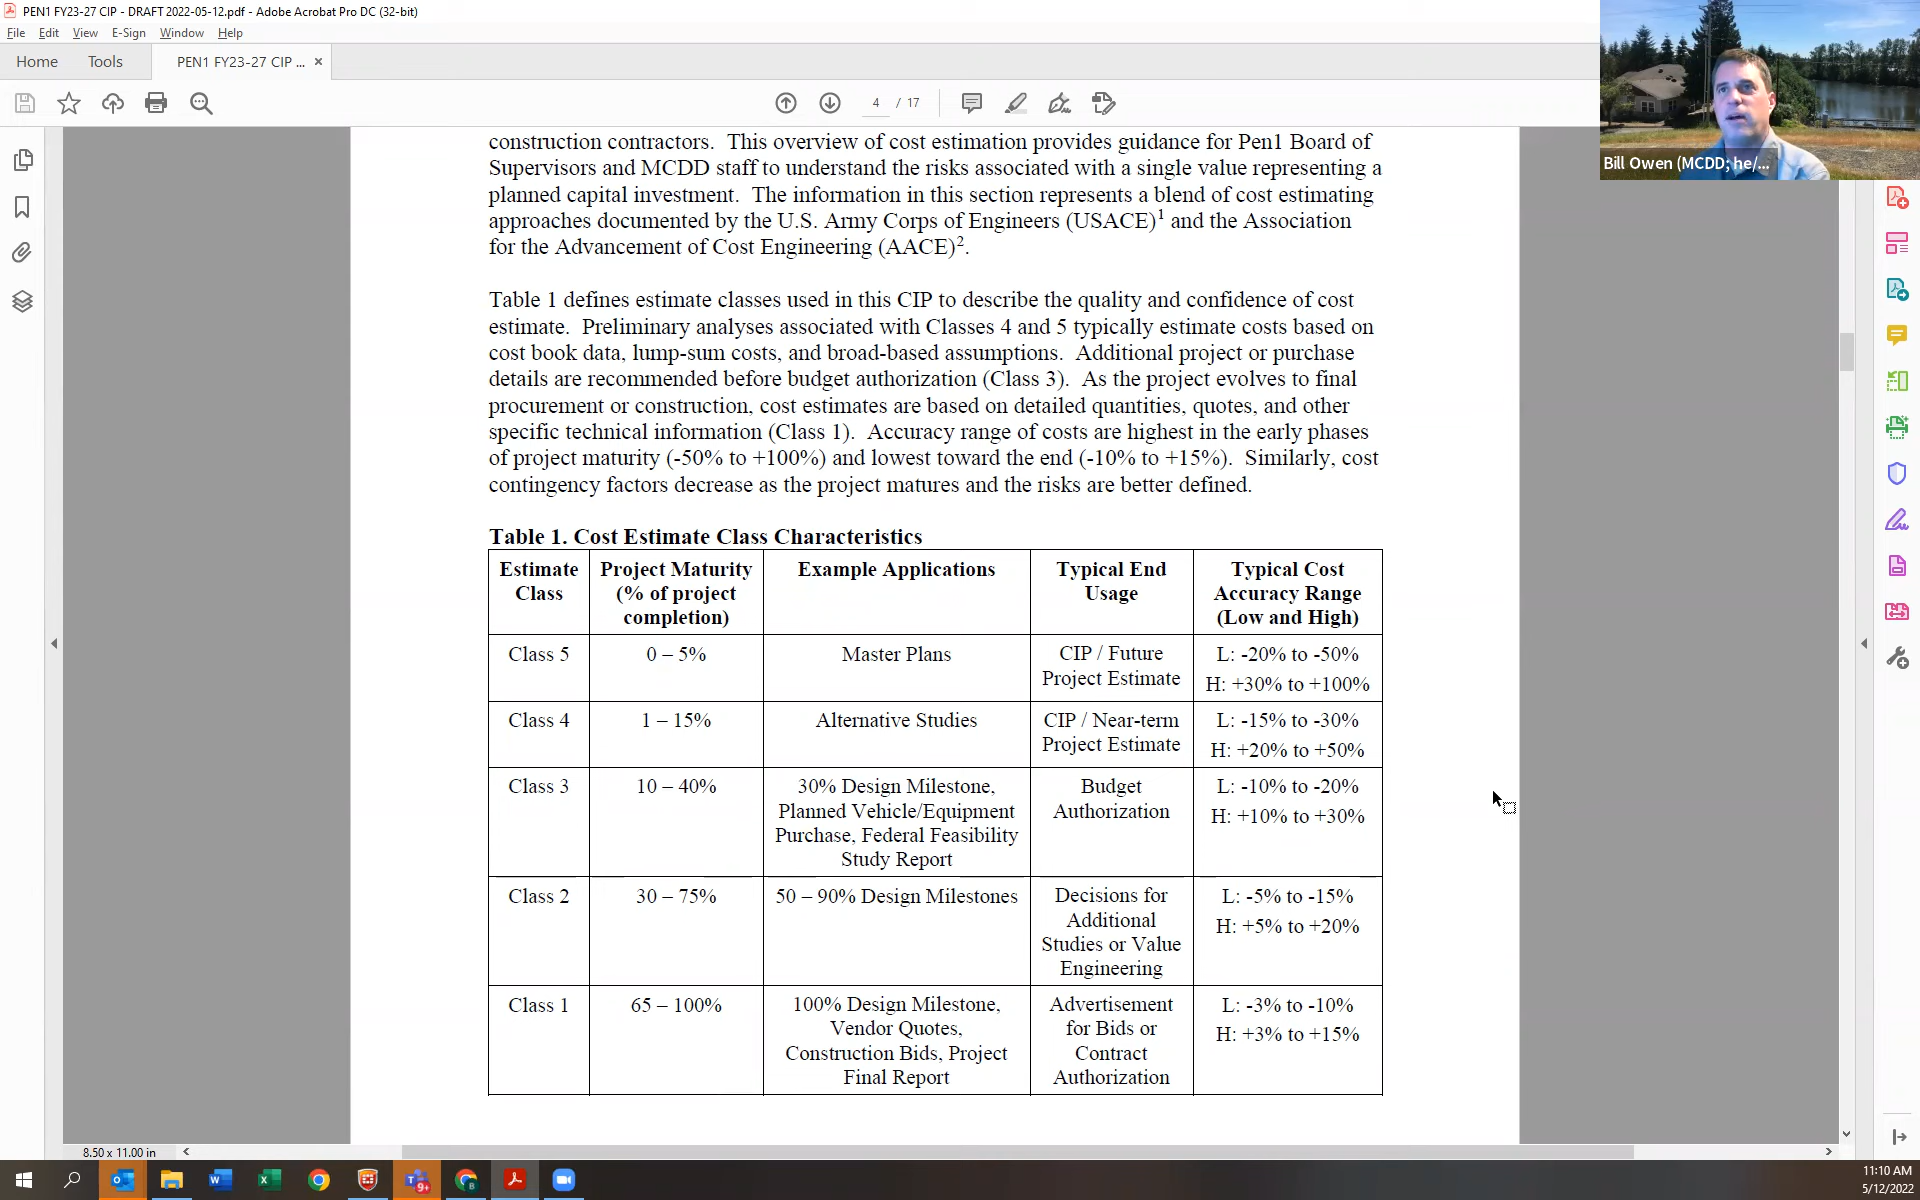 PEN1 FY23-27 CIP - DRAFT 2022-05-12.pdf - Adobe Acrobat Pro DC (32-bit)
File Edit View E-Sign Window Help
Home Tools PEN1 FY23-27 CIP ... ×
4 / 17
Bill Owen (MCDD; he/...
construction contractors. This overview of cost estimation provides guidance for Pen1 Board of
Supervisors and MCDD staff to understand the risks associated with a single value representing a
planned capital investment. The information in this section represents a blend of cost estimating
approaches documented by the U.S. Army Corps of Engineers (USACE)1 and the Association
for the Advancement of Cost Engineering (AACE)2.
Table 1 defines estimate classes used in this CIP to describe the quality and confidence of cost
estimate. Preliminary analyses associated with Classes 4 and 5 typically estimate costs based on
cost book data, lump-sum costs, and broad-based assumptions. Additional project or purchase
details are recommended before budget authorization (Class 3). As the project evolves to final
procurement or construction, cost estimates are based on detailed quantities, quotes, and other
specific technical information (Class 1). Accuracy range of costs are highest in the early phases
of project maturity (-50% to +100%) and lowest toward the end (-10% to +15%). Similarly, cost
contingency factors decrease as the project matures and the risks are better defined.
Table 1. Cost Estimate Class Characteristics
Estimate Class
Project Maturity (% of project completion)
Example Applications
Typical End Usage
Typical Cost Accuracy Range (Low and High)
Class 5
0 – 5%
Master Plans
CIP / Future
Project Estimate
L: -20% to -50%
H: +30% to +100%
Class 4
1 – 15%
Alternative Studies
CIP / Near-term
Project Estimate
L: -15% to -30%
H: +20% to +50%
Class 3
10 – 40%
30% Design Milestone,
Planned Vehicle/Equipment
Purchase, Federal Feasibility
Study Report
Budget
Authorization
L: -10% to -20%
H: +10% to +30%
Class 2
30 – 75%
50 – 90% Design Milestones
Decisions for
Additional
Studies or Value
Engineering
L: -5% to -15%
H: +5% to +20%
Class 1
65 – 100%
100% Design Milestone,
Vendor Quotes,
Construction Bids, Project
Final Report
Advertisement
for Bids or
Contract
Authorization
L: -3% to -10%
H: +3% to +15%
8.50 x 11.00 in
9+
11:10 AM
5/12/2022